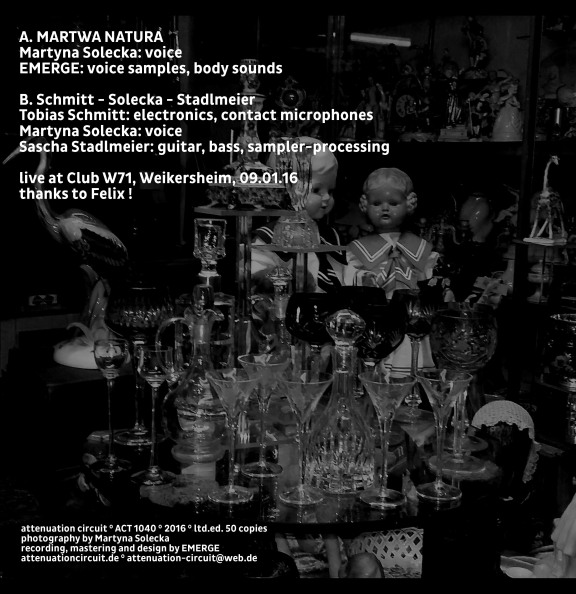 A. MARTWA NATURA
Martyna Solecka: voice
EMERGE: voice samples, body sounds
B. Schmitt - Solecka - Stadlmeier
Tobias Schmitt: electronics, contact microphones
Martyna Solecka: voice
Sascha Stadlmeier: guitar, bass, sampler-processing
live at Club W71, Weikersheim, 09.01.16
thanks to Felix !
attenuation circuit ° ACT 1040 ° 2016 ° ltd.ed. 50 copies
photography by Martyna Solecka
recording, mastering and design by EMERGE
attenuationcircuit.de ° attenuation-circuit@web.de